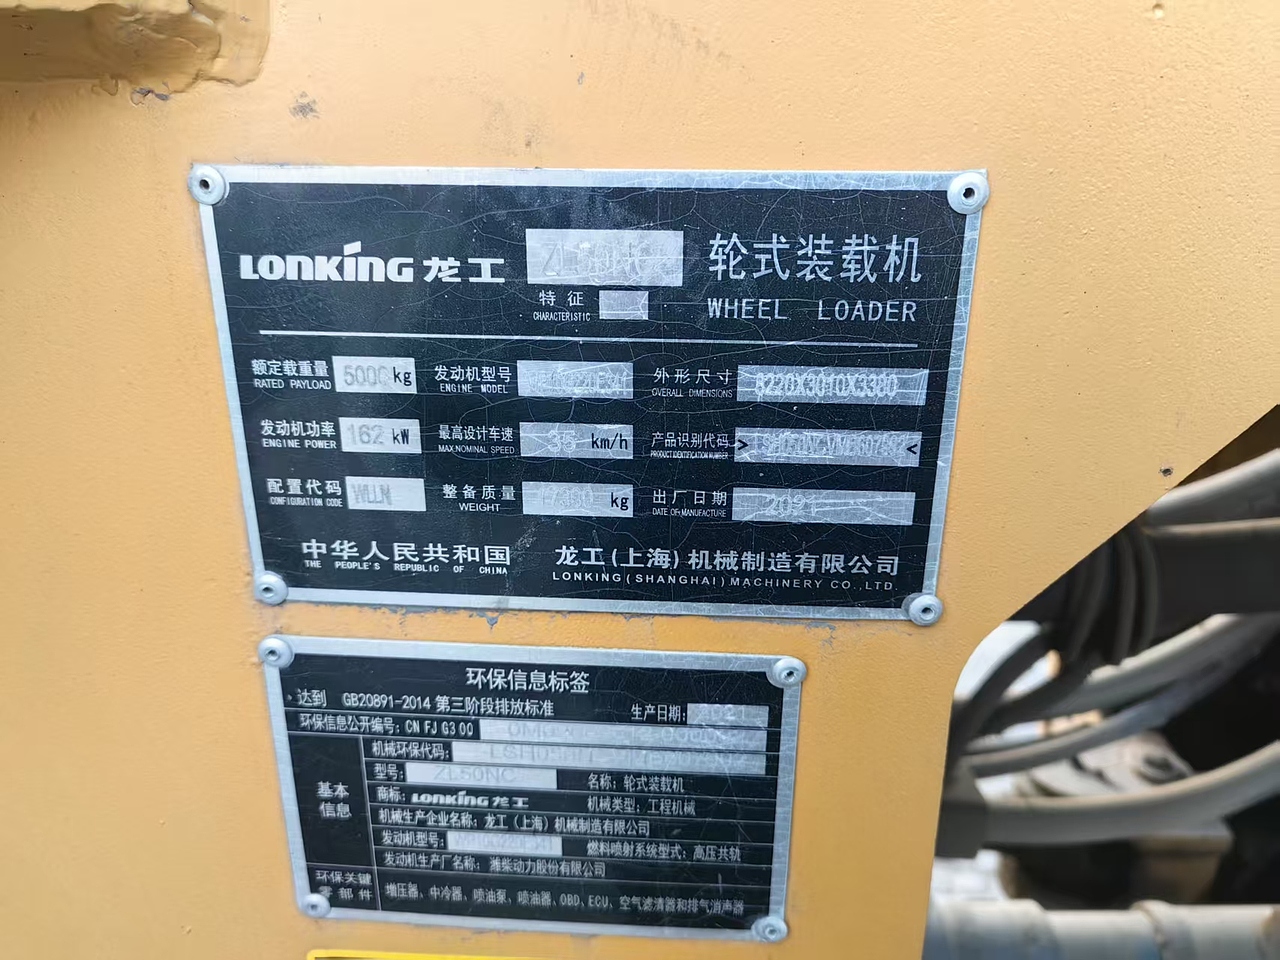 LONKING 龙工 轮式装载机
特征
CHARACTERISTIC
WHEEL LOADER
额定载重量 5000 kg 发动机型号 外形尺寸 8220X3010X3380
RATED PAYLOAD ENGINE MODEL OVERALL DIMENSIONS
发动机功率 162 kW 最高设计车速 35 km/h 产品识别代码 > <
ENGINE POWER MAX.NOMINAL SPEED PRODUCT IDENTIFICATION NUMBER
配置代码 整备质量 kg 出厂日期
CONFIGURATION CODE WEIGHT DATE OF MANUFACTURE
中华人民共和国 龙工(上海)机械制造有限公司
THE PEOPLE'S REPUBLIC OF CHINA LONKING(SHANGHAI)MACHINERY CO.,LTD.
环保信息标签
达到 GB20891-2014 第三阶段排放标准 生产日期: 2021
环保信息公开编号: CN FJ G3 00
机械环保代码:
型号: ZL50NC 名称: 轮式装载机
基本信息
商标: LONKING 龙工 机械类型: 工程机械
机械生产企业名称: 龙工(上海)机械制造有限公司
发动机型号: 燃料喷射系统型式: 高压共轨
发动机生产厂名称: 潍柴动力股份有限公司
环保关键零部件 增压器、中冷器、喷油泵、喷油器、OBD、ECU、空气滤清器和排气消声器